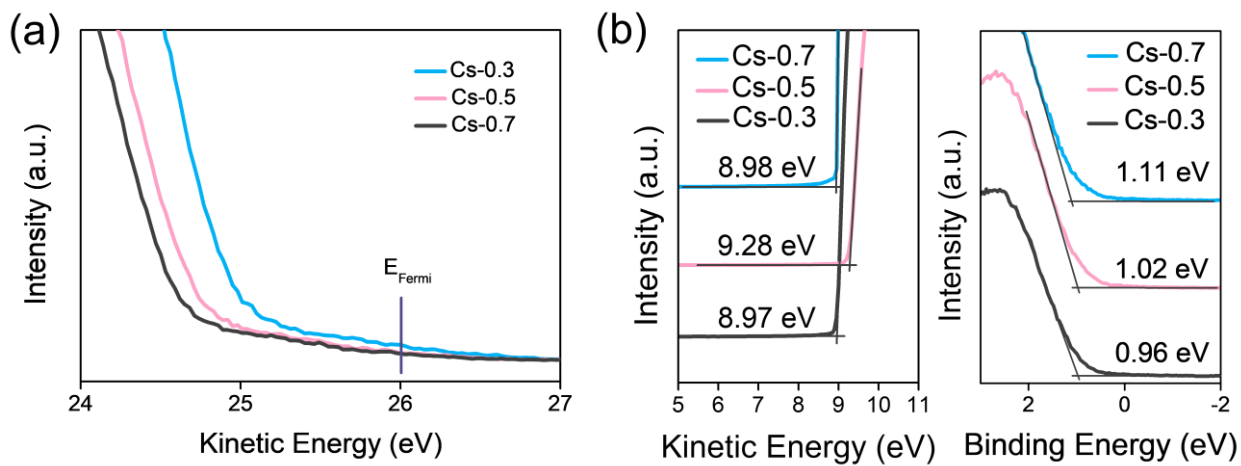 (a)
Intensity (a.u.)
Cs-0.3
Cs-0.5
Cs-0.7
E_Fermi
24
25
26
27
Kinetic Energy (eV)
(b)
Intensity (a.u.)
Cs-0.7
Cs-0.5
Cs-0.3
8.98 eV
9.28 eV
8.97 eV
5 6 7 8 9 10 11 11
Kinetic Energy (eV)
Intensity (a.u.)
Cs-0.7
Cs-0.5
Cs-0.3
1.11 eV
1.02 eV
0.96 eV
2 0 -2
Binding Energy (eV)